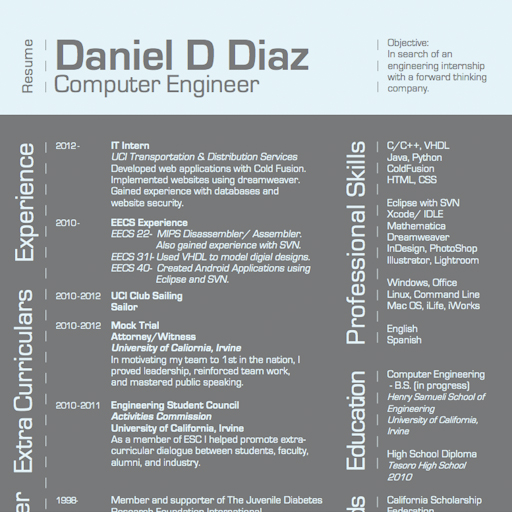 Resume
Daniel D Diaz
Computer Engineer
Objective:
In search of an
engineering internship
with a forward thinking
company.
Experience
2012- IT Intern
UCI Transportation & Distribution Services
Developed web applications with Cold Fusion.
Implemented websites using dreamweaver.
Gained experience with databases and
website security.
2010- EECS Experience
EECS 22- MIPS Disassembler/ Assembler.
Also gained experience with SVN.
EECS 31l- Used VHDL to model digial designs.
EECS 40- Created Android Applications using
Eclipse and SVN.
Extra Curriculars
2010-2012 UCI Club Sailing
Sailor
2010-2012 Mock Trial
Attorney/Witness
University of Caliornia, Irvine
In motivating my team to 1st in the nation, I
proved leadership, reinforced team work,
and mastered public speaking.
2010-2011 Engineering Student Council
Activities Commission
University of California, Irvine
As a member of ESC I helped promote extra-
curricular dialogue between students, faculty,
alumni, and industry.
1998- Member and supporter of The Juvenile Diabetes
Research Foundation International
Professional Skills
C/C++, VHDL
Java, Python
ColdFusion
HTML, CSS
Eclipse with SVN
Xcode/ IDLE
Mathematica
Dreamweaver
InDesign, PhotoShop
Illustrator, Lightroom
Windows, Office
Linux, Command Line
Mac OS, iLife, iWorks
English
Spanish
Education
Computer Engineering
- B.S. (in progress)
Henry Samueli School of
Engineering
University of California,
Irvine
High School Diploma
Tesoro High School
2010
California Scholarship
Federation